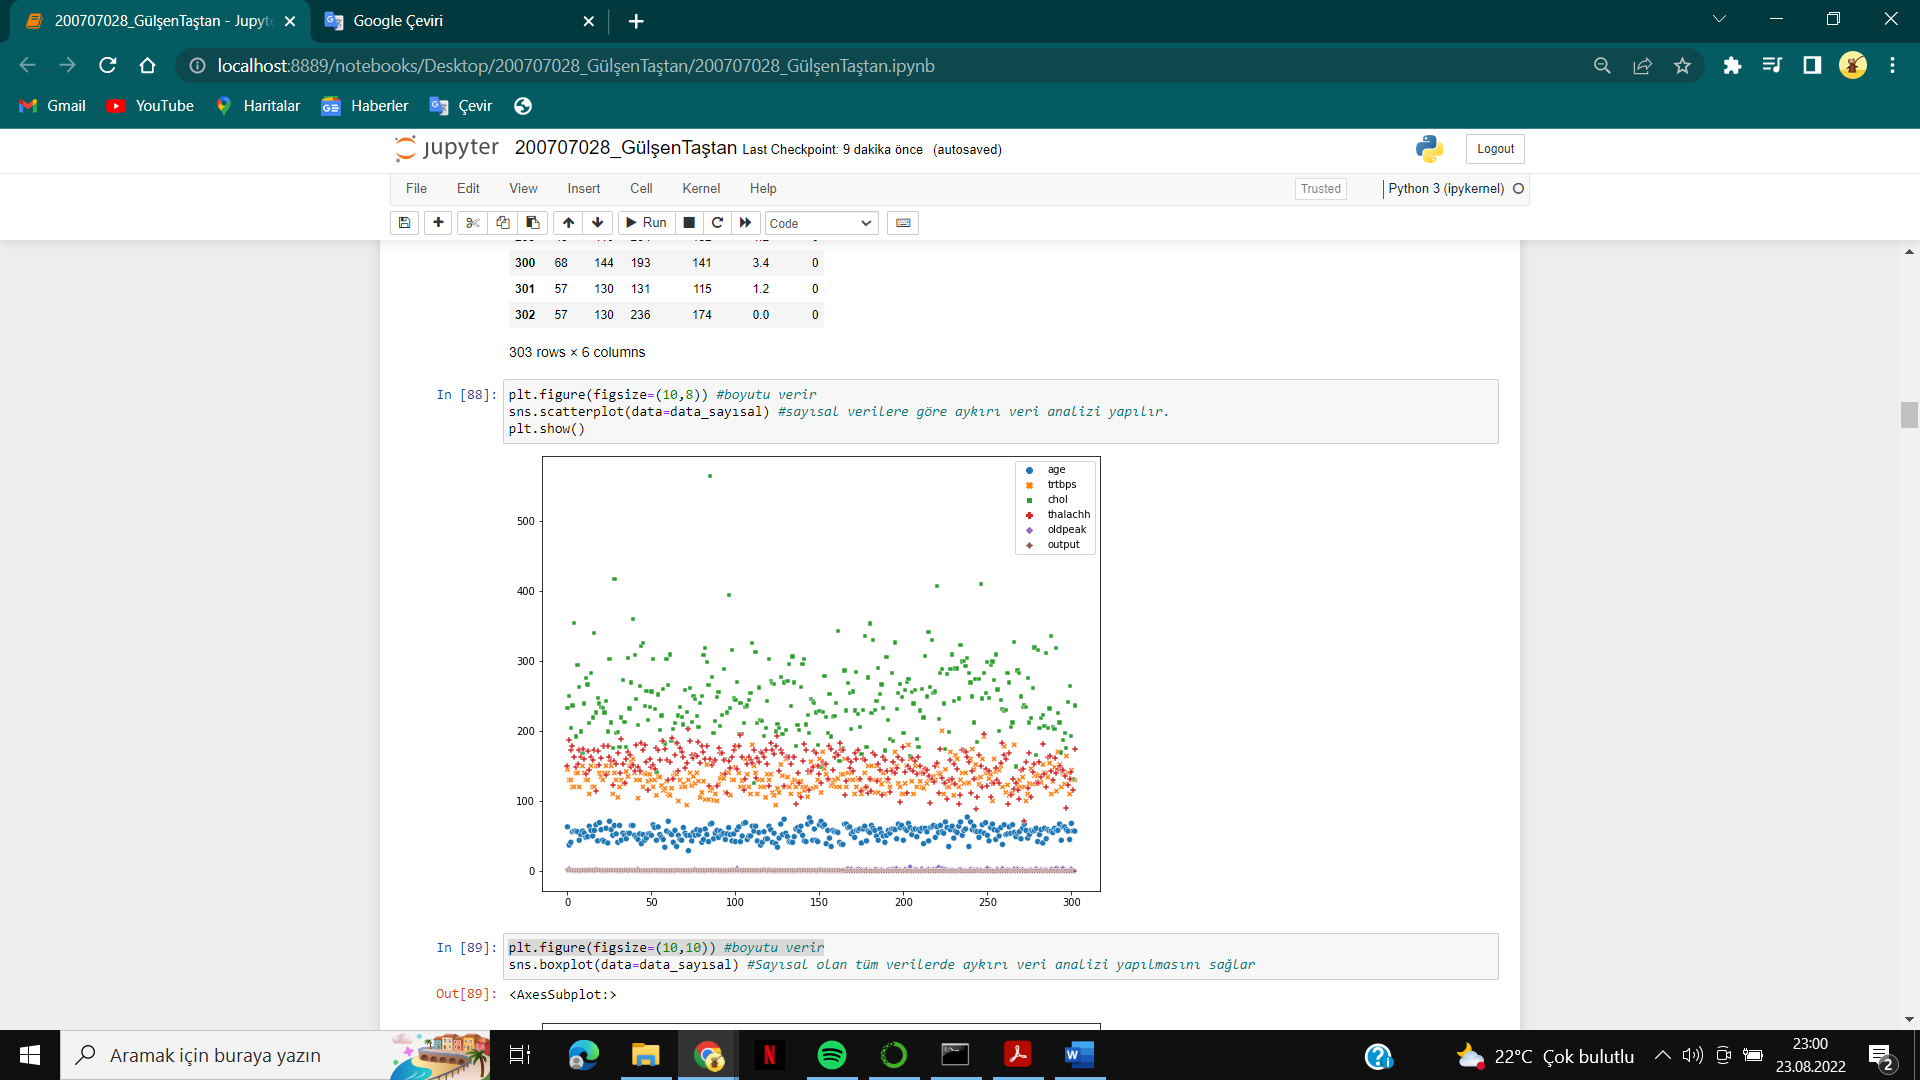 200707028_GülşenTaştan - Jupyte
Google Çeviri
localhost:8889/notebooks/Desktop/200707028_GülşenTaştan/200707028_GülşenTaştan.ipynb
Gmail
YouTube
Haritalar
Haberler
Çevir
jupyter
200707028_GülşenTaştan Last Checkpoint: 9 dakika önce (autosaved)
Logout
File Edit View Insert Cell Kernel Help
Trusted
Python 3 (ipykernel)
Run
Code
300 68 144 193 141 3.4 0
301 57 130 131 115 1.2 0
302 57 130 236 174 0.0 0
303 rows × 6 columns
In [88]:
plt.figure(figsize=(10,8)) #boyutu verir
sns.scatterplot(data=data_sayısal) #sayısal verilere göre aykırı veri analizi yapılır.
plt.show()
age
trtbps
chol
thalachh
oldpeak
output
500
400
300
200
100
0
0 50 100 150 200 250 300
In [89]:
plt.figure(figsize=(10,10)) #boyutu verir
sns.boxplot(data=data_sayısal) #Sayısal olan tüm verilerde aykırı veri analizi yapılmasını sağlar
Out[89]: <AxesSubplot:>
Aramak için buraya yazın
22°C Çok bulutlu
23:00
23.08.2022
2